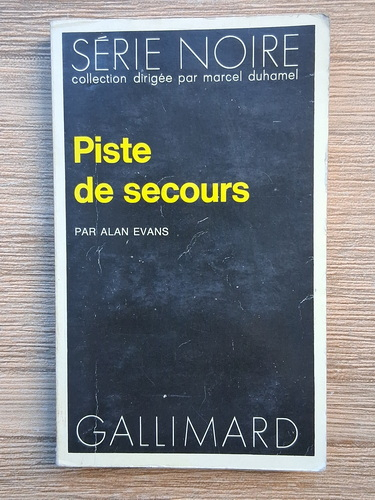 SÉRIE NOIRE
collection dirigée par marcel duhamel
Piste
de secours
PAR ALAN EVANS
GALLIMARD